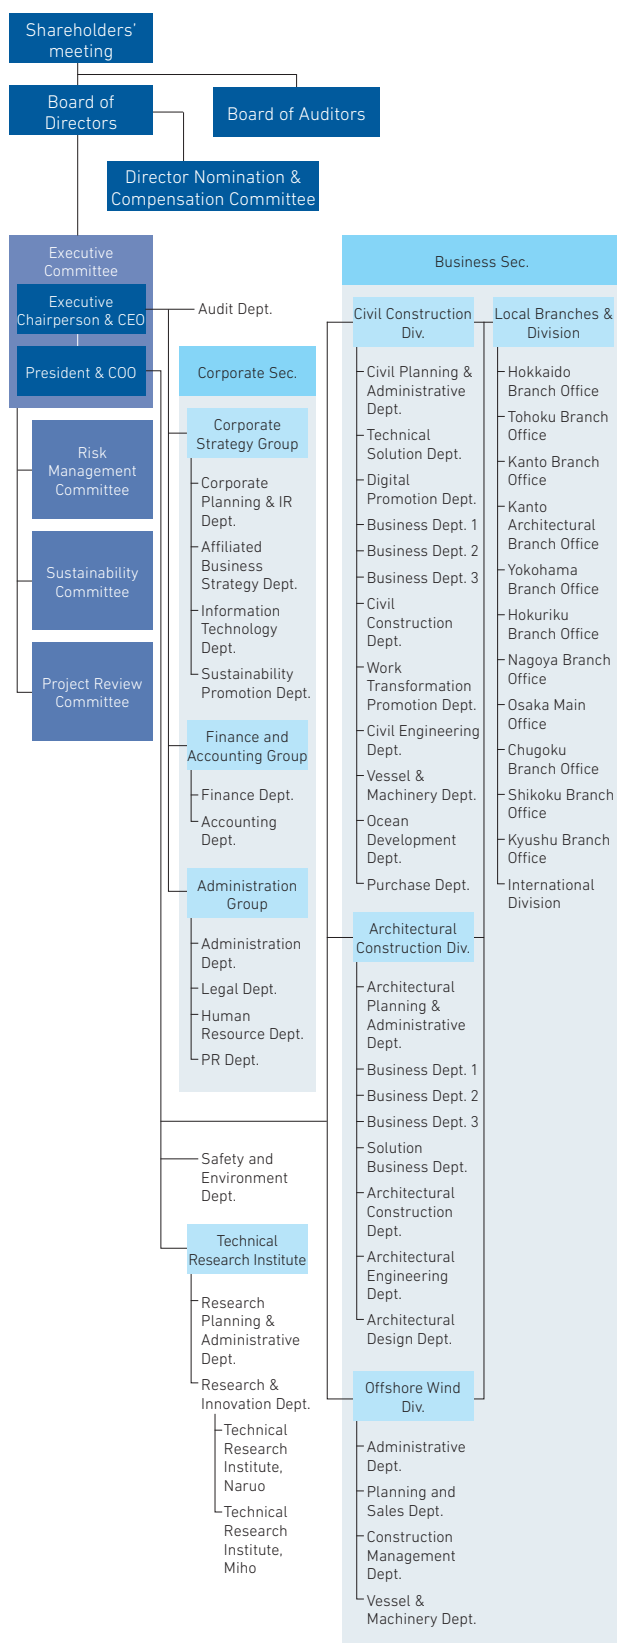 Shareholders’
meeting
Board of
Directors
Board of Auditors
Director Nomination &
Compensation Committee
Executive
Committee
Executive
Chairperson & CEO
President & COO
Risk
Management
Committee
Sustainability
Committee
Project Review
Committee
Audit Dept.
Corporate Sec.
Corporate
Strategy Group
Corporate
Planning & IR
Dept.
Affiliated
Business
Strategy Dept.
Information
Technology
Dept.
Sustainability
Promotion Dept.
Finance and
Accounting Group
Finance Dept.
Accounting
Dept.
Administration
Group
Administration
Dept.
Legal Dept.
Human
Resource Dept.
PR Dept.
Safety and
Environment
Dept.
Technical
Research Institute
Research
Planning &
Administrative
Dept.
Research &
Innovation Dept.
Technical
Research
Institute,
Naruo
Technical
Research
Institute,
Miho
Business Sec.
Civil Construction
Div.
Civil Planning &
Administrative
Dept.
Technical
Solution Dept.
Digital
Promotion Dept.
Business Dept. 1
Business Dept. 2
Business Dept. 3
Civil
Construction
Dept.
Work
Transformation
Promotion Dept.
Civil Engineering
Dept.
Vessel &
Machinery Dept.
Ocean
Development
Dept.
Purchase Dept.
Architectural
Construction Div.
Architectural
Planning &
Administrative
Dept.
Business Dept. 1
Business Dept. 2
Business Dept. 3
Solution
Business Dept.
Architectural
Construction
Dept.
Architectural
Engineering
Dept.
Architectural
Design Dept.
Offshore Wind
Div.
Administrative
Dept.
Planning and
Sales Dept.
Construction
Management
Dept.
Vessel &
Machinery Dept.
Local Branches &
Division
Hokkaido
Branch Office
Tohoku Branch
Office
Kanto Branch
Office
Kanto
Architectural
Branch Office
Yokohama
Branch Office
Hokuriku
Branch Office
Nagoya Branch
Office
Osaka Main
Office
Chugoku
Branch Office
Shikoku Branch
Office
Kyushu Branch
Office
International
Division